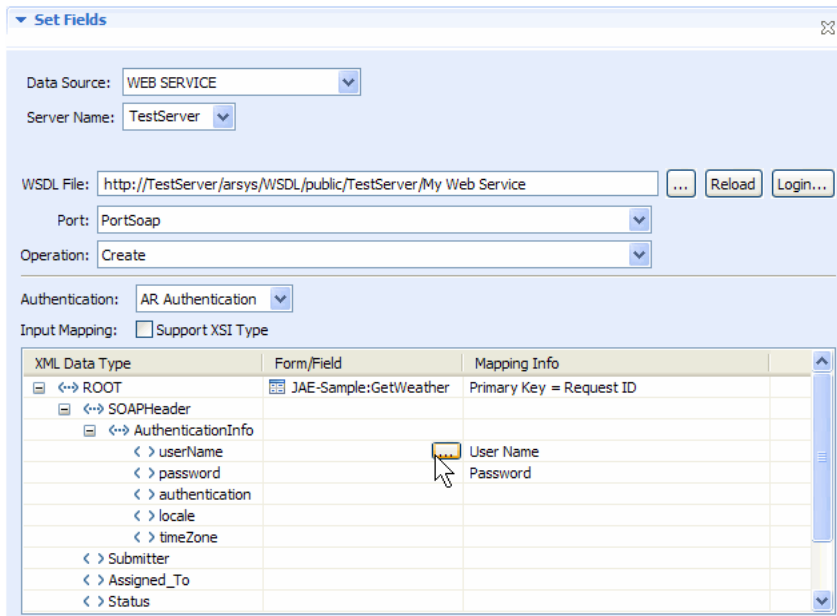 Set Fields
Data Source: WEB SERVICE
Server Name: TestServer
WSDL File: http://TestServer/arsys/WSDL/public/TestServer/My Web Service ... Reload Login...
Port: PortSoap
Operation: Create
Authentication: AR Authentication
Input Mapping: Support XSI Type
XML Data Type Form/Field Mapping Info
ROOT JAE-Sample:GetWeather Primary Key = Request ID
SOAPHeader
AuthenticationInfo
userName ... User Name
password Password
authentication
locale
timeZone
Submitter
Assigned_To
Status